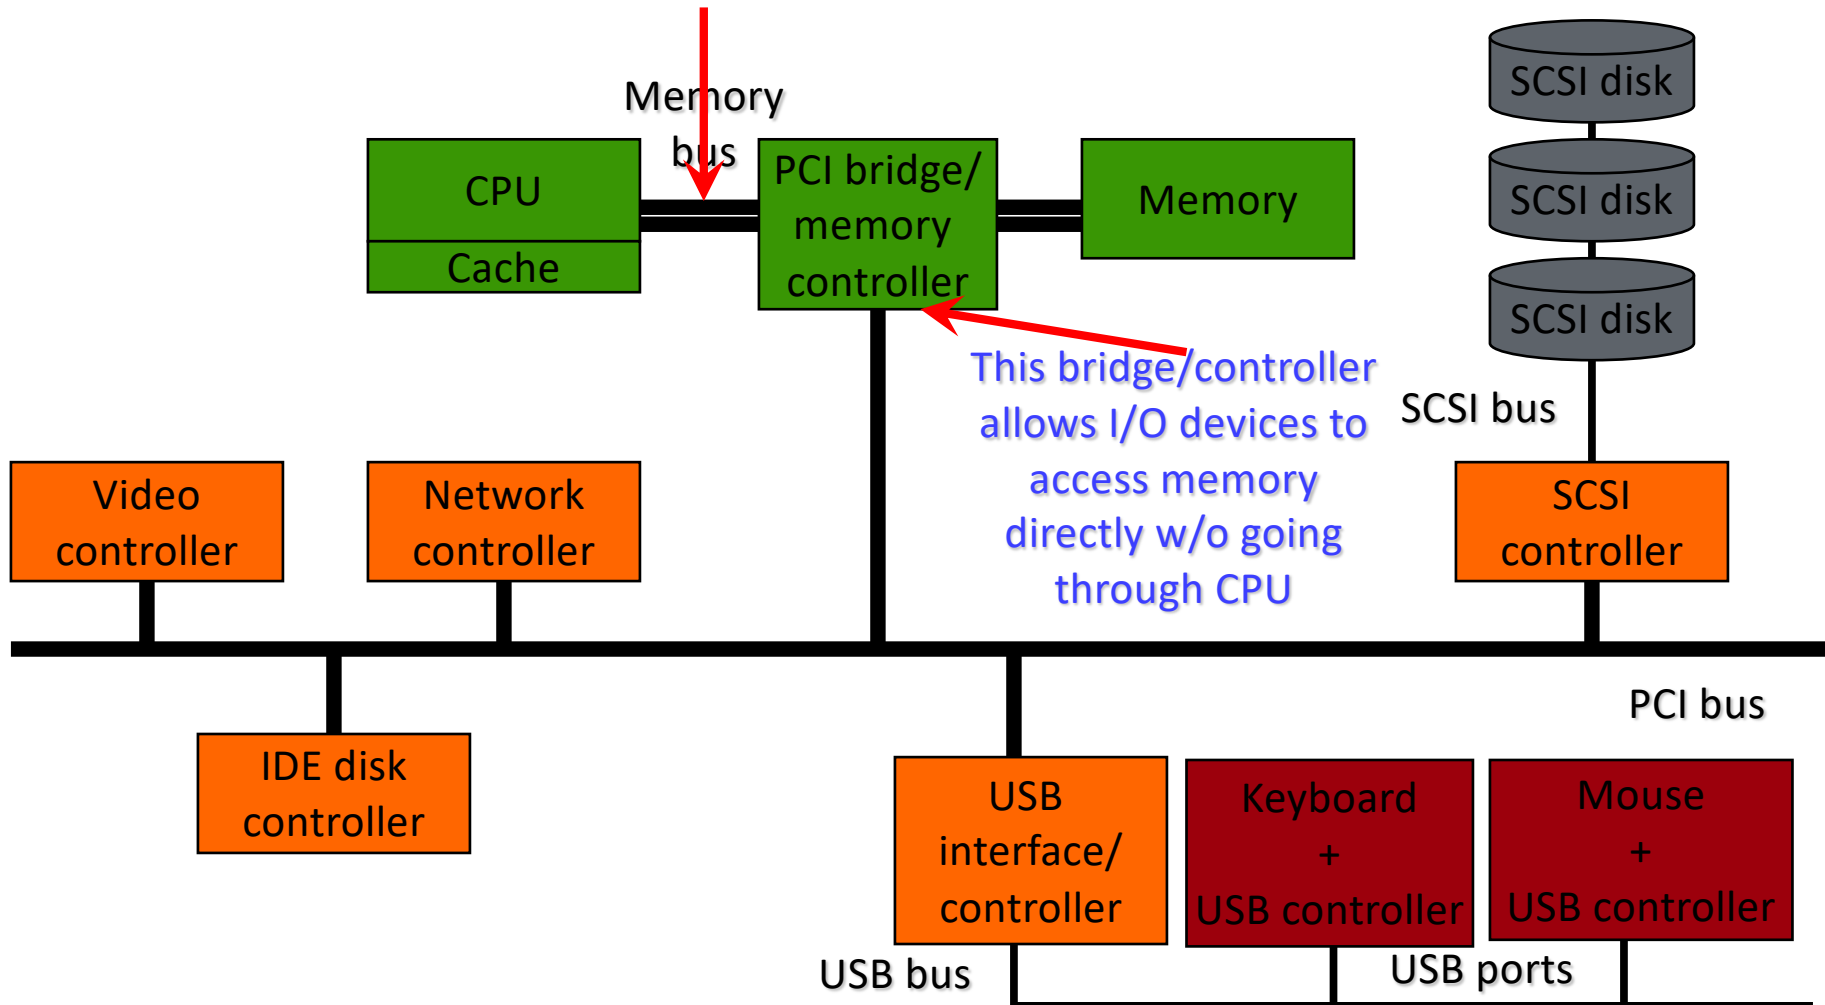 Memory
bus
CPU
Cache
PCI bridge/
memory
controller
Memory
SCSI disk
SCSI disk
SCSI disk
SCSI bus
This bridge/controller
allows I/O devices to
access memory
directly w/o going
through CPU
Video
controller
Network
controller
SCSI
controller
PCI bus
IDE disk
controller
USB
interface/
controller
Keyboard
+
USB controller
Mouse
+
USB controller
USB bus
USB ports